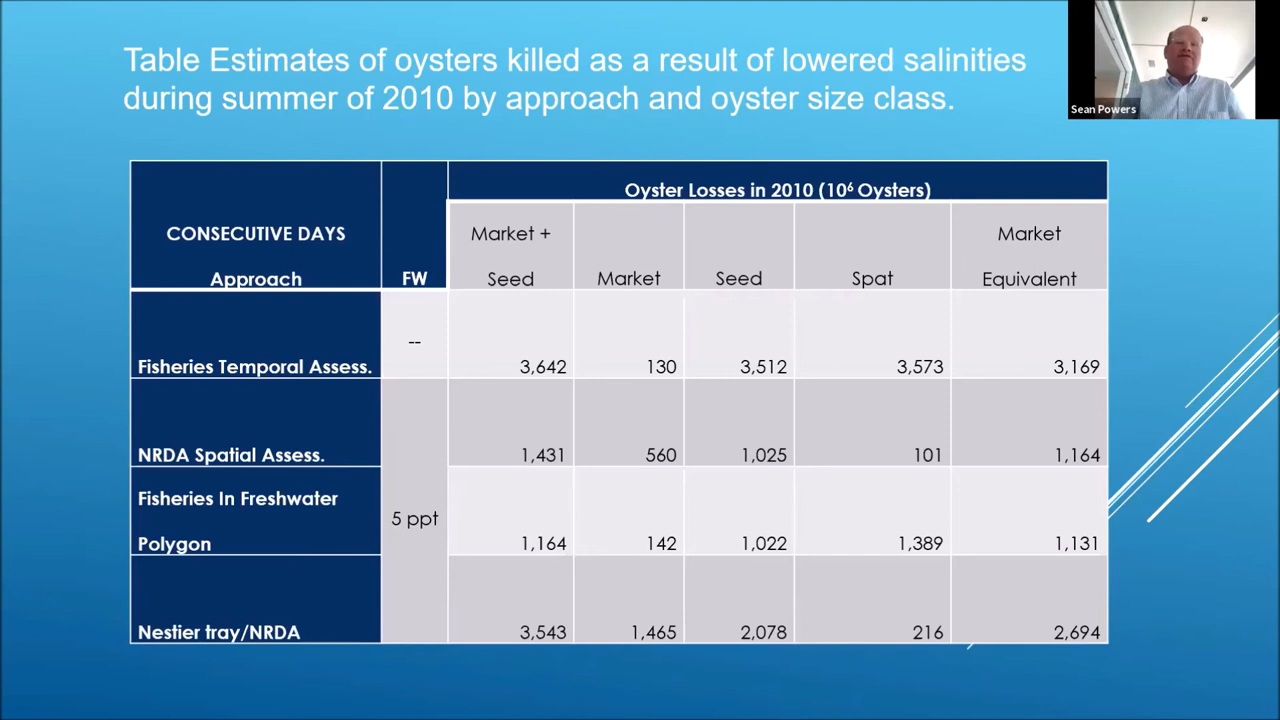 Table Estimates of oysters killed as a result of lowered salinities
during summer of 2010 by approach and oyster size class.
Sean Powers
CONSECUTIVE DAYS
Approach
FW
Oyster Losses in 2010 (10⁶ Oysters)
Market +
Seed
Market
Seed
Spat
Market
Equivalent
Fisheries Temporal Assess.
--
3,642
130
3,512
3,573
3,169
NRDA Spatial Assess.
5 ppt
1,431
560
1,025
101
1,164
Fisheries In Freshwater
Polygon
1,164
142
1,022
1,389
1,131
Nestier tray/NRDA
3,543
1,465
2,078
216
2,694